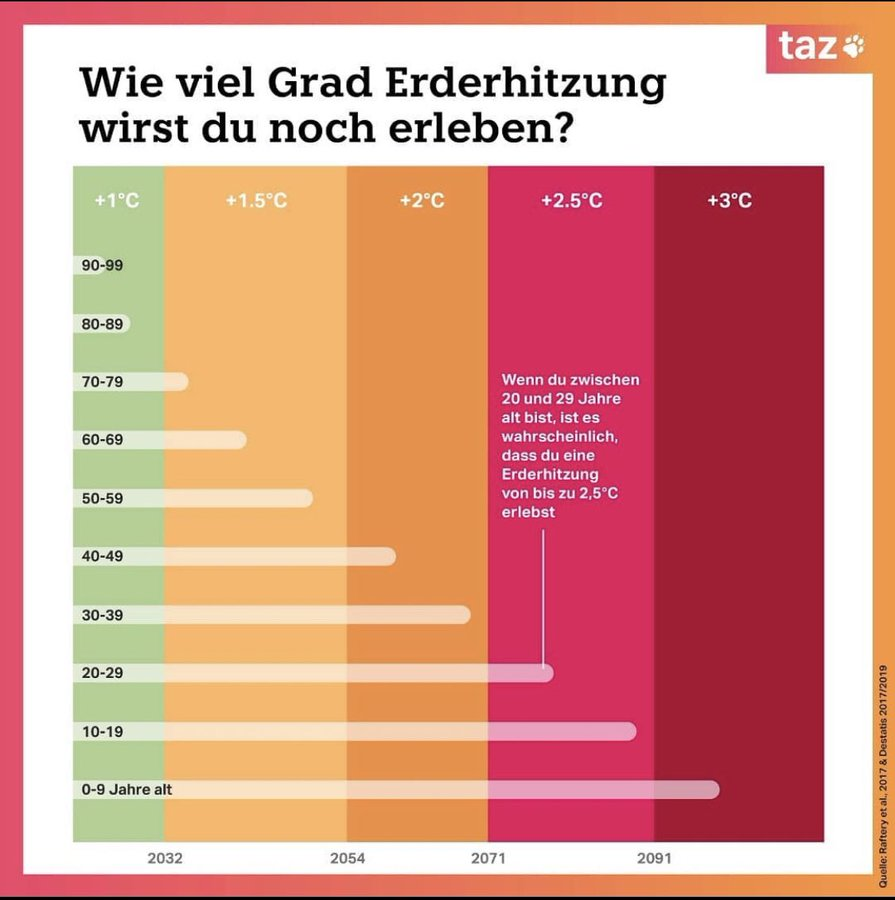 taz
Wie viel Grad Erderhitzung
wirst du noch erleben?
+1°C +1.5°C +2°C +2.5°C +3°C
90-99
80-89
70-79
60-69
50-59
40-49
30-39
20-29
10-19
0-9 Jahre alt
Wenn du zwischen
20 und 29 Jahre
alt bist, ist es
wahrscheinlich,
dass du eine
Erderhitzung
von bis zu 2,5°C
erlebst
2032 2054 2071 2091
Quelle: Raftery et al., 2017 & Destatis 2017/2019